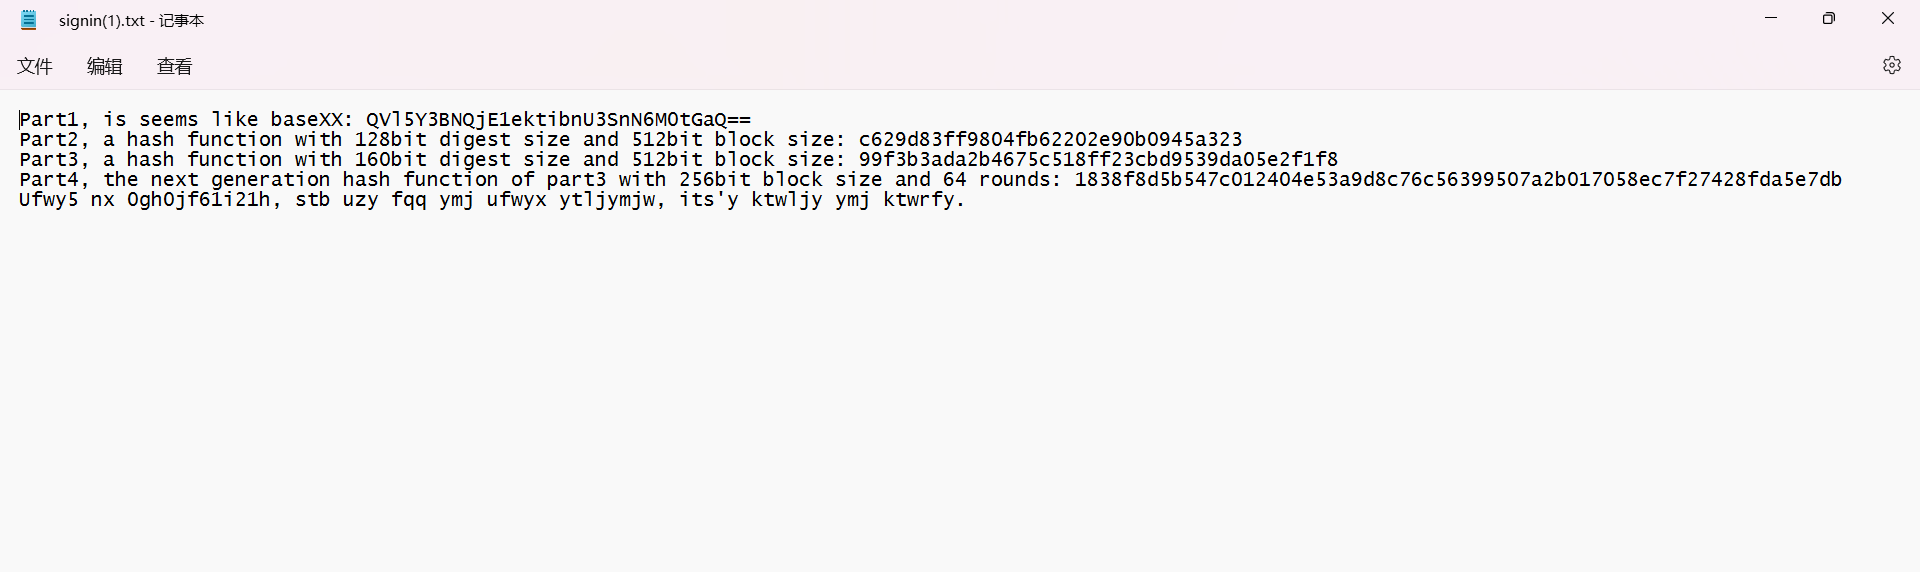 signin(1).txt - 记事本
文件 编辑 查看
Part1, is seems like baseXX: QVl5Y3BNQjE1ektibnU3SnN6M0tGaQ==
Part2, a hash function with 128bit digest size and 512bit block size: c629d83ff9804fb62202e90b0945a323
Part3, a hash function with 160bit digest size and 512bit block size: 99f3b3ada2b4675c518ff23cbd9539da05e2f1f8
Part4, the next generation hash function of part3 with 256bit block size and 64 rounds: 1838f8d5b547c012404e53a9d8c76c56399507a2b017058ec7f27428fda5e7db
Ufwy5 nx 0gh0jf61i21h, stb uzy fqq ymj ufwyx ytljymjw, its'y ktwljy ymj ktwrfy.